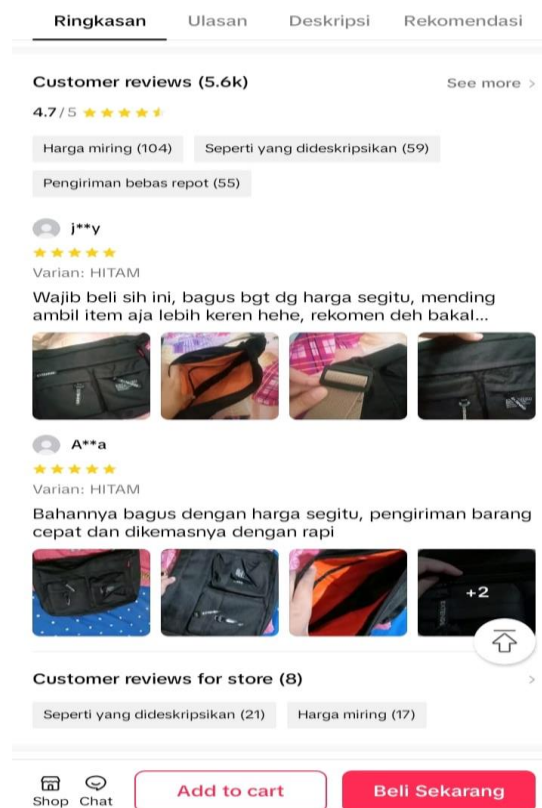 Ringkasan Ulasan Deskripsi Rekomendasi
Customer reviews (5.6k) See more >
4.7/5
Harga miring (104) Seperti yang dideskripsikan (59)
Pengiriman bebas repot (55)
j**y
Varian: HITAM
Wajib beli sih ini, bagus bgt dg harga segitu, mending
ambil item aja lebih keren hehe, rekomen deh bakal...
A**a
Varian: HITAM
Bahannya bagus dengan harga segitu, pengiriman barang
cepat dan dikemasnya dengan rapi
+2
Customer reviews for store (8) >
Seperti yang dideskripsikan (21) Harga miring (17)
Shop Chat Add to cart Beli Sekarang